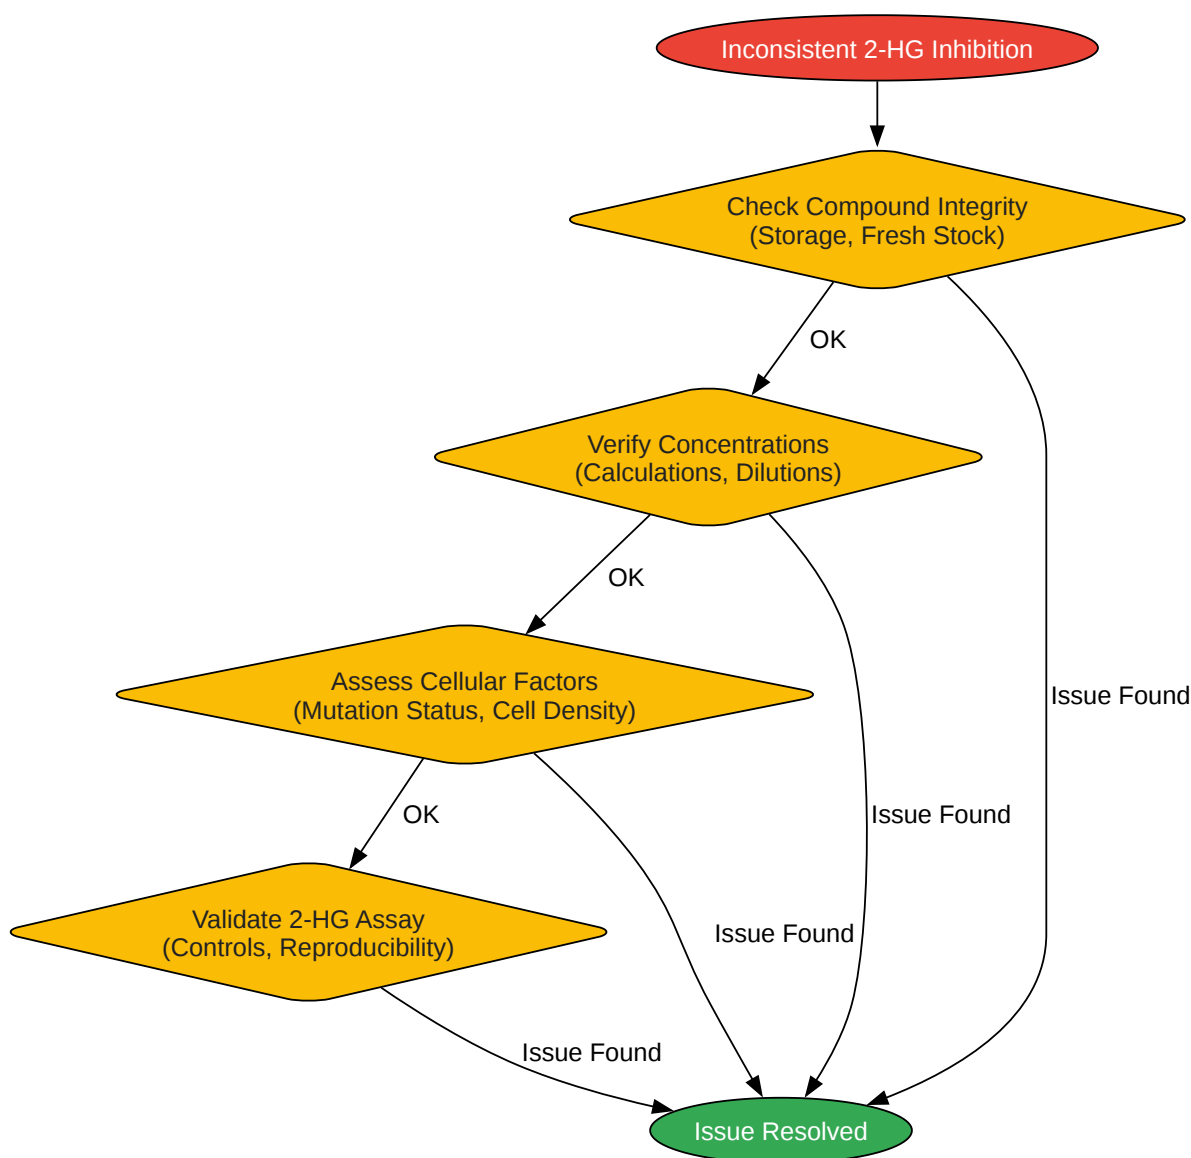 Inconsistent 2-HG Inhibition
Check Compound Integrity
(Storage, Fresh Stock)
OK
Verify Concentrations
(Calculations, Dilutions)
OK
Assess Cellular Factors
(Mutation Status, Cell Density)
Issue Found
OK
Issue Found
Validate 2-HG Assay
(Controls, Reproducibility)
Issue Found
Issue Found
Issue Resolved